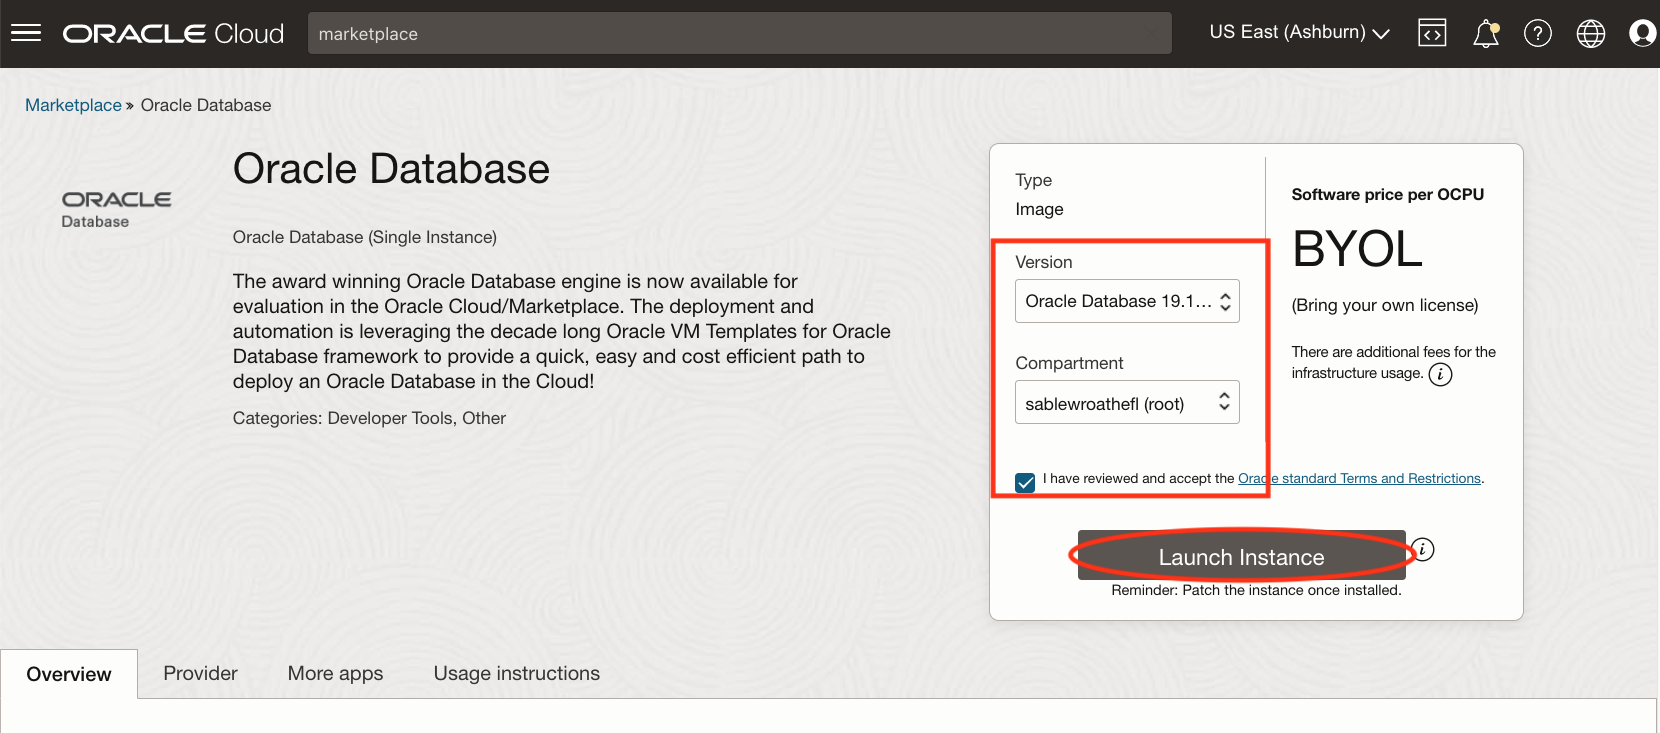 ORACLE Cloud
marketplace
US East (Ashburn)
Marketplace » Oracle Database
ORACLE
Database
Oracle Database
Oracle Database (Single Instance)
The award winning Oracle Database engine is now available for
evaluation in the Oracle Cloud/Marketplace. The deployment and
automation is leveraging the decade long Oracle VM Templates for Oracle
Database framework to provide a quick, easy and cost efficient path to
deploy an Oracle Database in the Cloud!
Categories: Developer Tools, Other
Type
Image
Version
Oracle Database 19.1...
Compartment
sablewroathefl (root)
Software price per OCPU
BYOL
(Bring your own license)
There are additional fees for the
infrastructure usage.
I have reviewed and accept the Oracle standard Terms and Restrictions.
Launch Instance
Reminder: Patch the instance once installed.
Overview
Provider
More apps
Usage instructions